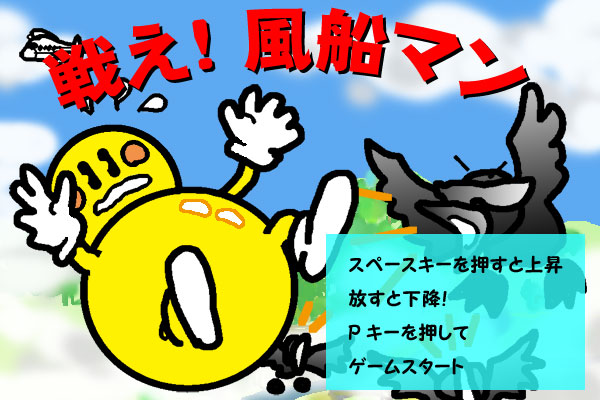 戦え!風船マン
スペースキーを押すと上昇
放すと下降!
Pキーを押して
ゲームスタート